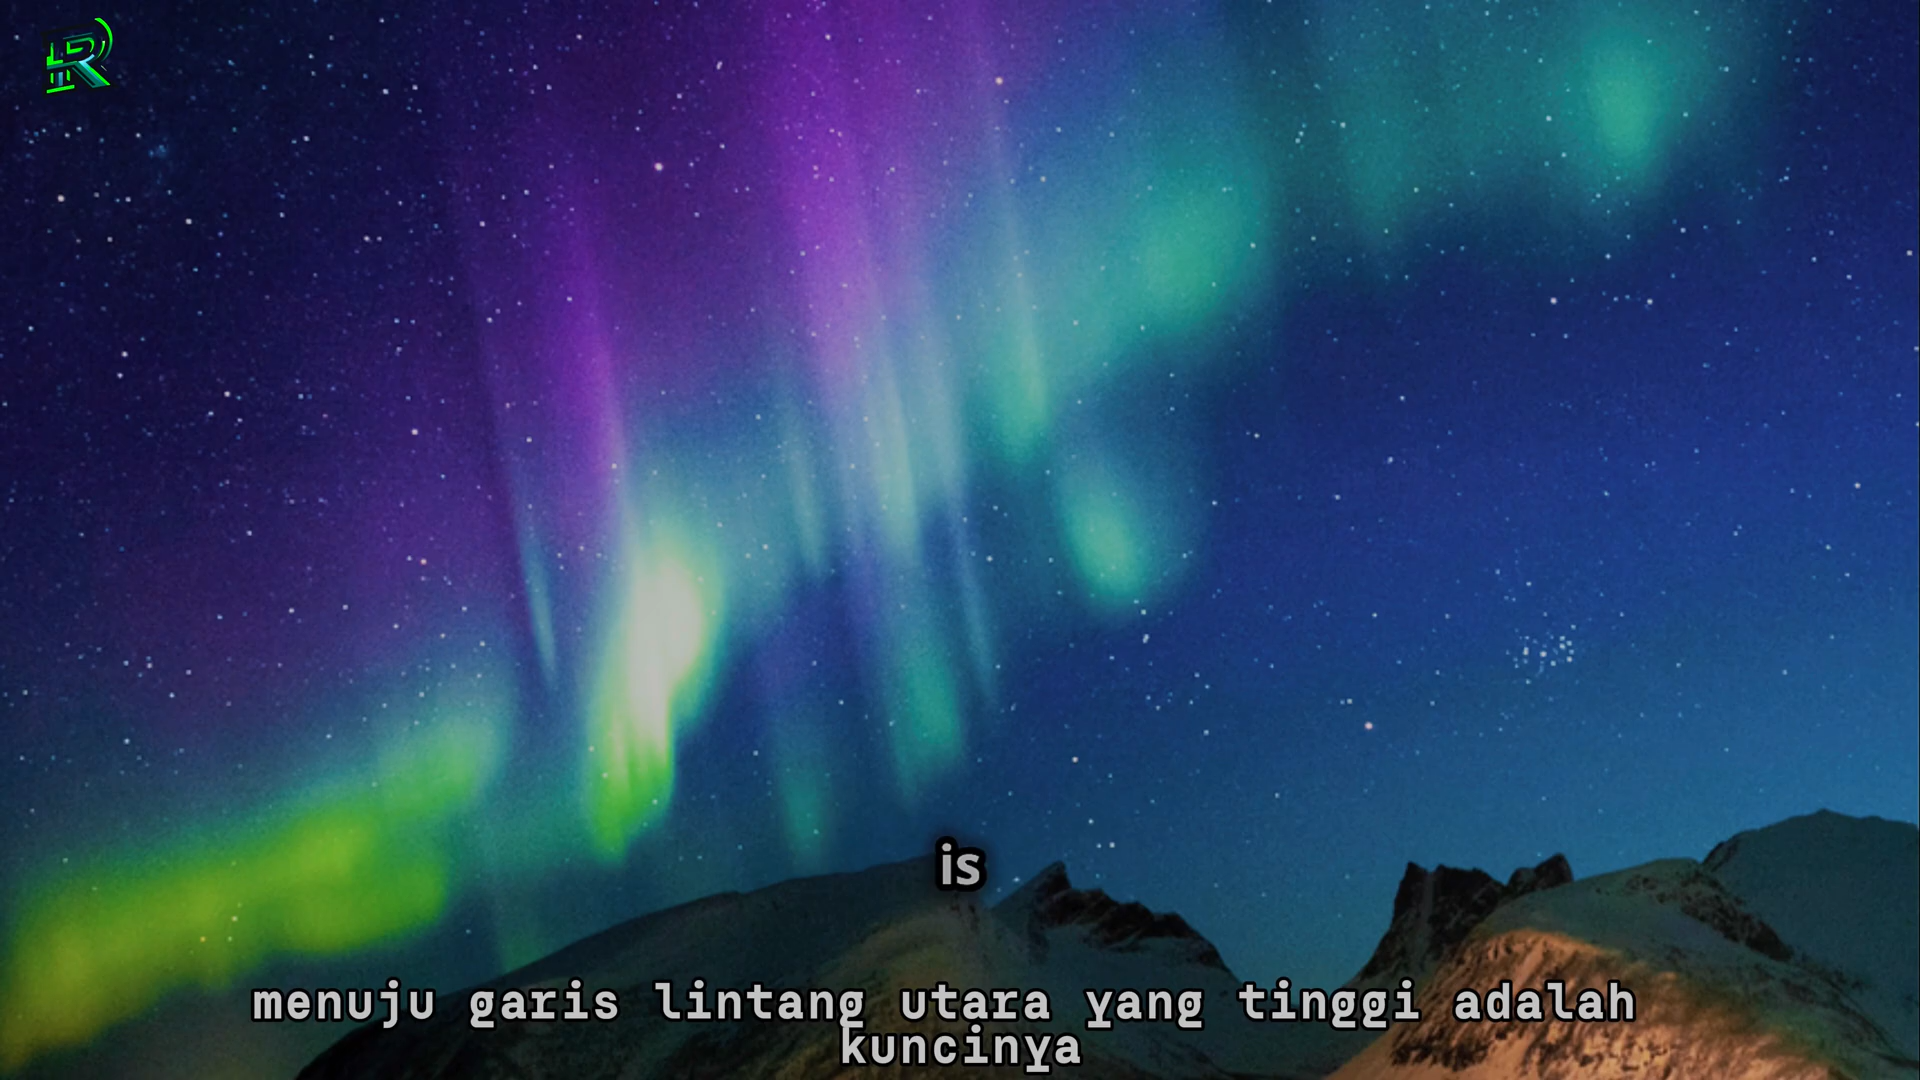 is
menuju garis lintang utara yang tinggi adalah
kuncinya